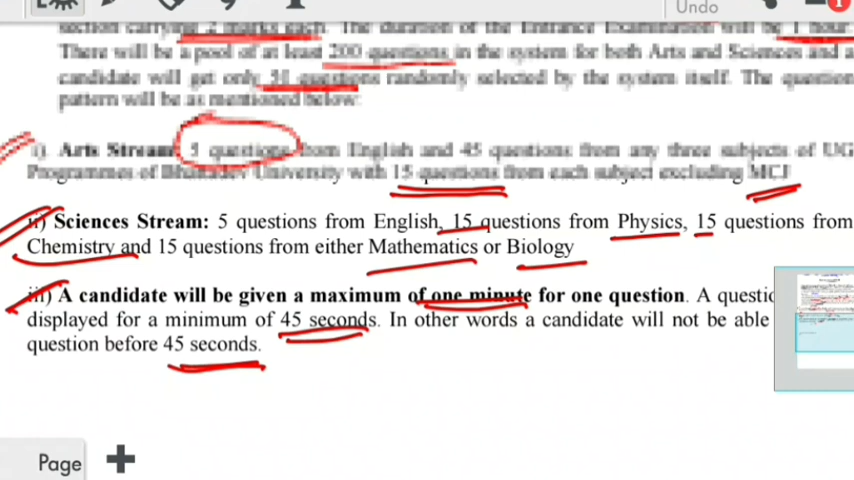 Undo
section carrying 2 marks each. The duration of the Entrance Examination will be 1 hour.
There will be a pool of at least 200 questions in the system for both Arts and Sciences and a
candidate will get only 50 questions randomly selected by the system itself. The question
pattern will be as mentioned below:
i) Arts Stream: 5 questions from English and 45 questions from any three subjects of UG
Programmes of Bhattadev University with 15 questions from each subject excluding MCJ
ii) Sciences Stream: 5 questions from English, 15 questions from Physics, 15 questions from
Chemistry and 15 questions from either Mathematics or Biology
iii) A candidate will be given a maximum of one minute for one question. A questio
displayed for a minimum of 45 seconds. In other words a candidate will not be able
question before 45 seconds.
Page